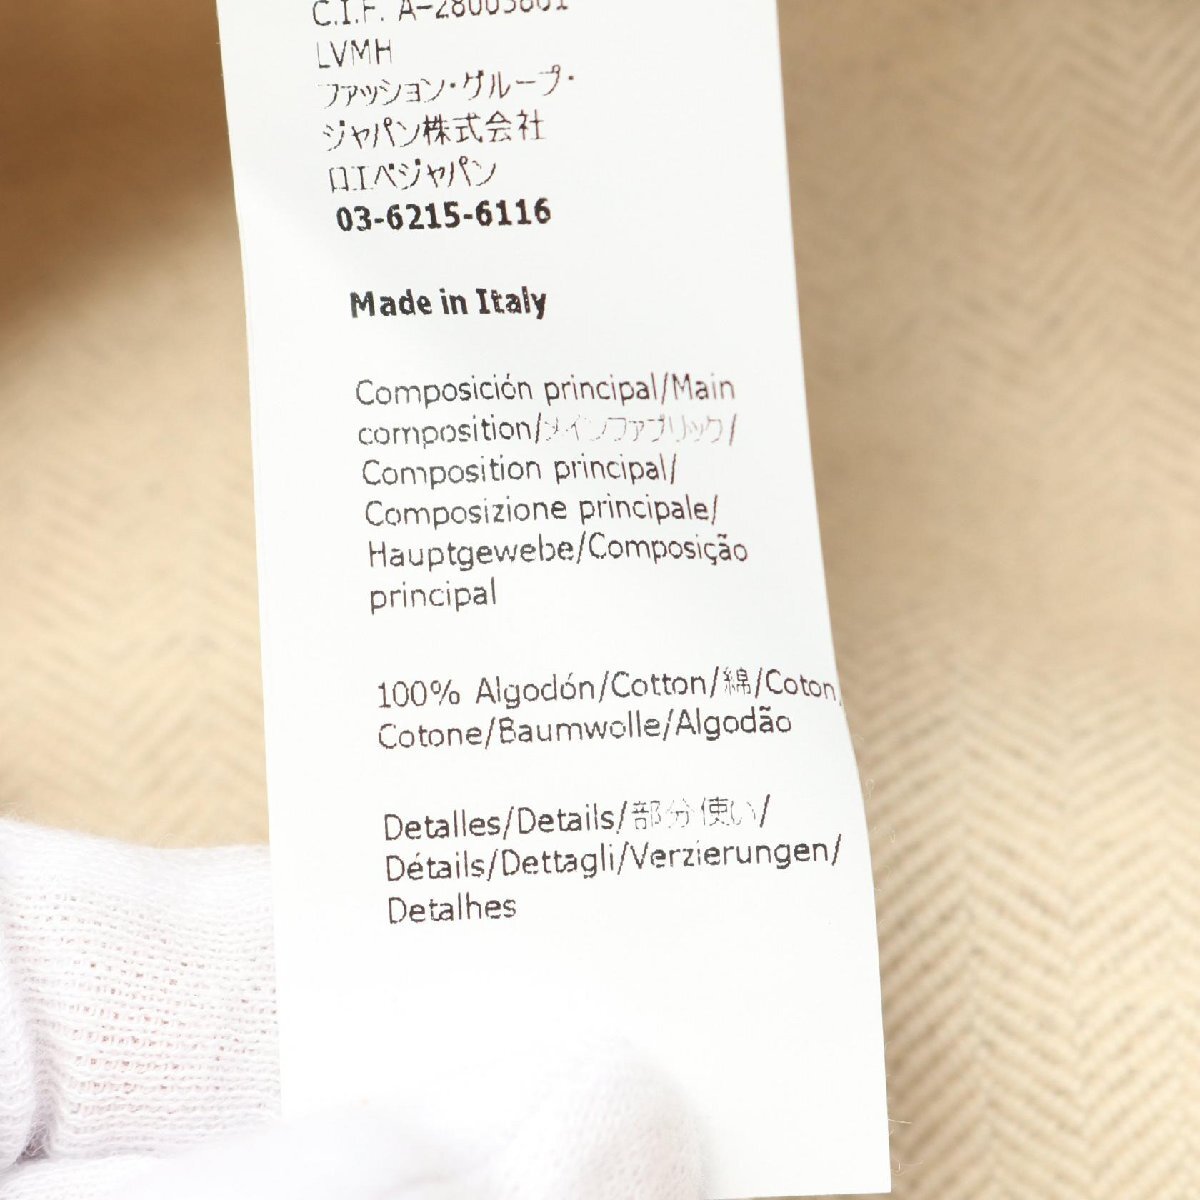 C.I.F. A-28003861
LVMH
ファッション・グループ・
ジャパン株式会社
ロエベジャパン
03-6215-6116
Made in Italy
Composición principal/Main
composition/メインファブリック/
Composition principal/
Composizione principale/
Hauptgewebe/Composição
principal
100% Algodón/Cotton/綿/Coton/
Cotone/Baumwolle/Algodão
Detalles/Details/部分使い/
Détails/Dettagli/Verzierungen/
Detalhes